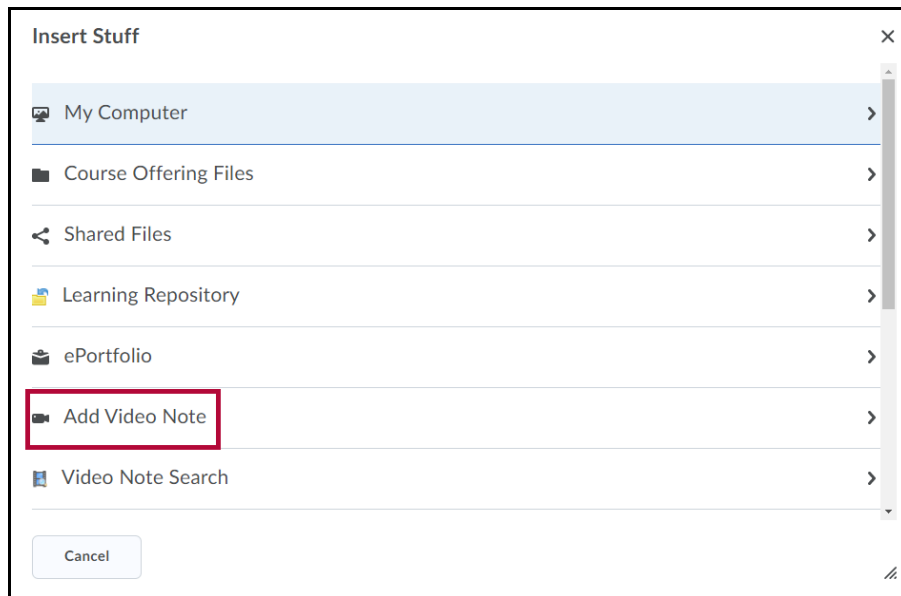 Insert Stuff
My Computer
Course Offering Files
Shared Files
Learning Repository
ePortfolio
Add Video Note
Video Note Search
Cancel